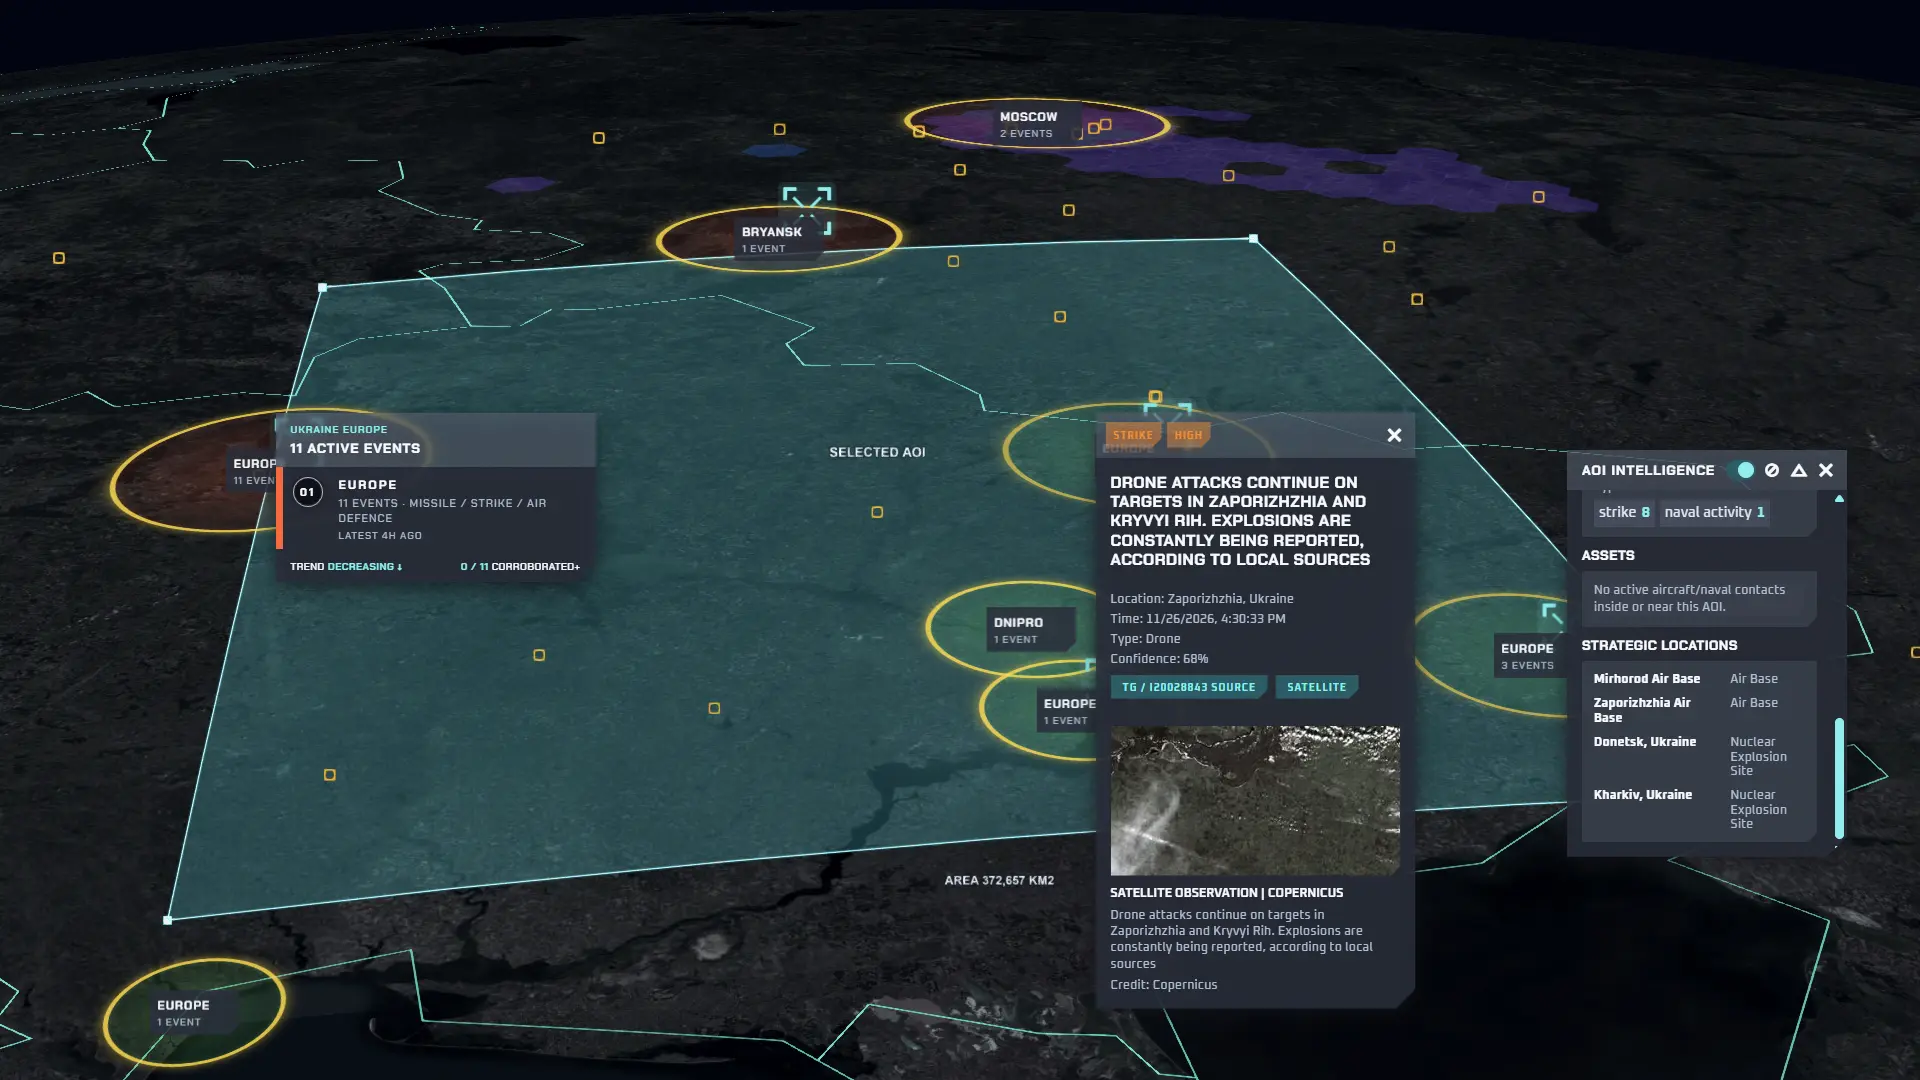 MOSCOW
2 EVENTS
BRYANSK
1 EVENT
UKRAINE EUROPE
11 ACTIVE EVENTS
EUROP
11 EVEN
01
EUROPE
11 EVENTS · MISSILE / STRIKE / AIR
DEFENCE
LATEST 4H AGO
TREND DECREASING ↓
0 / 11 CORROBORATED+
SELECTED AOI
DNIPRO
1 EVENT
EUROPE
1 EVENT
AREA 372,657 KM2
EUROPE
1 EVENT
STRIKE
HIGH
EUROPE
DRONE ATTACKS CONTINUE ON
TARGETS IN ZAPORIZHZHIA AND
KRYVYI RIH. EXPLOSIONS ARE
CONSTANTLY BEING REPORTED,
ACCORDING TO LOCAL SOURCES
Location: Zaporizhzhia, Ukraine
Time: 11/26/2026, 4:30:33 PM
Type: Drone
Confidence: 68%
TG / I20028843 SOURCE
SATELLITE
SATELLITE OBSERVATION | COPERNICUS
Drone attacks continue on targets in
Zaporizhzhia and Kryvyi Rih. Explosions are
constantly being reported, according to local
sources
Credit: Copernicus
EUROPE
3 EVENTS
AOI INTELLIGENCE
strike 8
naval activity 1
ASSETS
No active aircraft/naval contacts
inside or near this AOI.
STRATEGIC LOCATIONS
Mirhorod Air Base
Air Base
Zaporizhzhia Air
Base
Air Base
Donetsk, Ukraine
Nuclear
Explosion
Site
Kharkiv, Ukraine
Nuclear
Explosion
Site